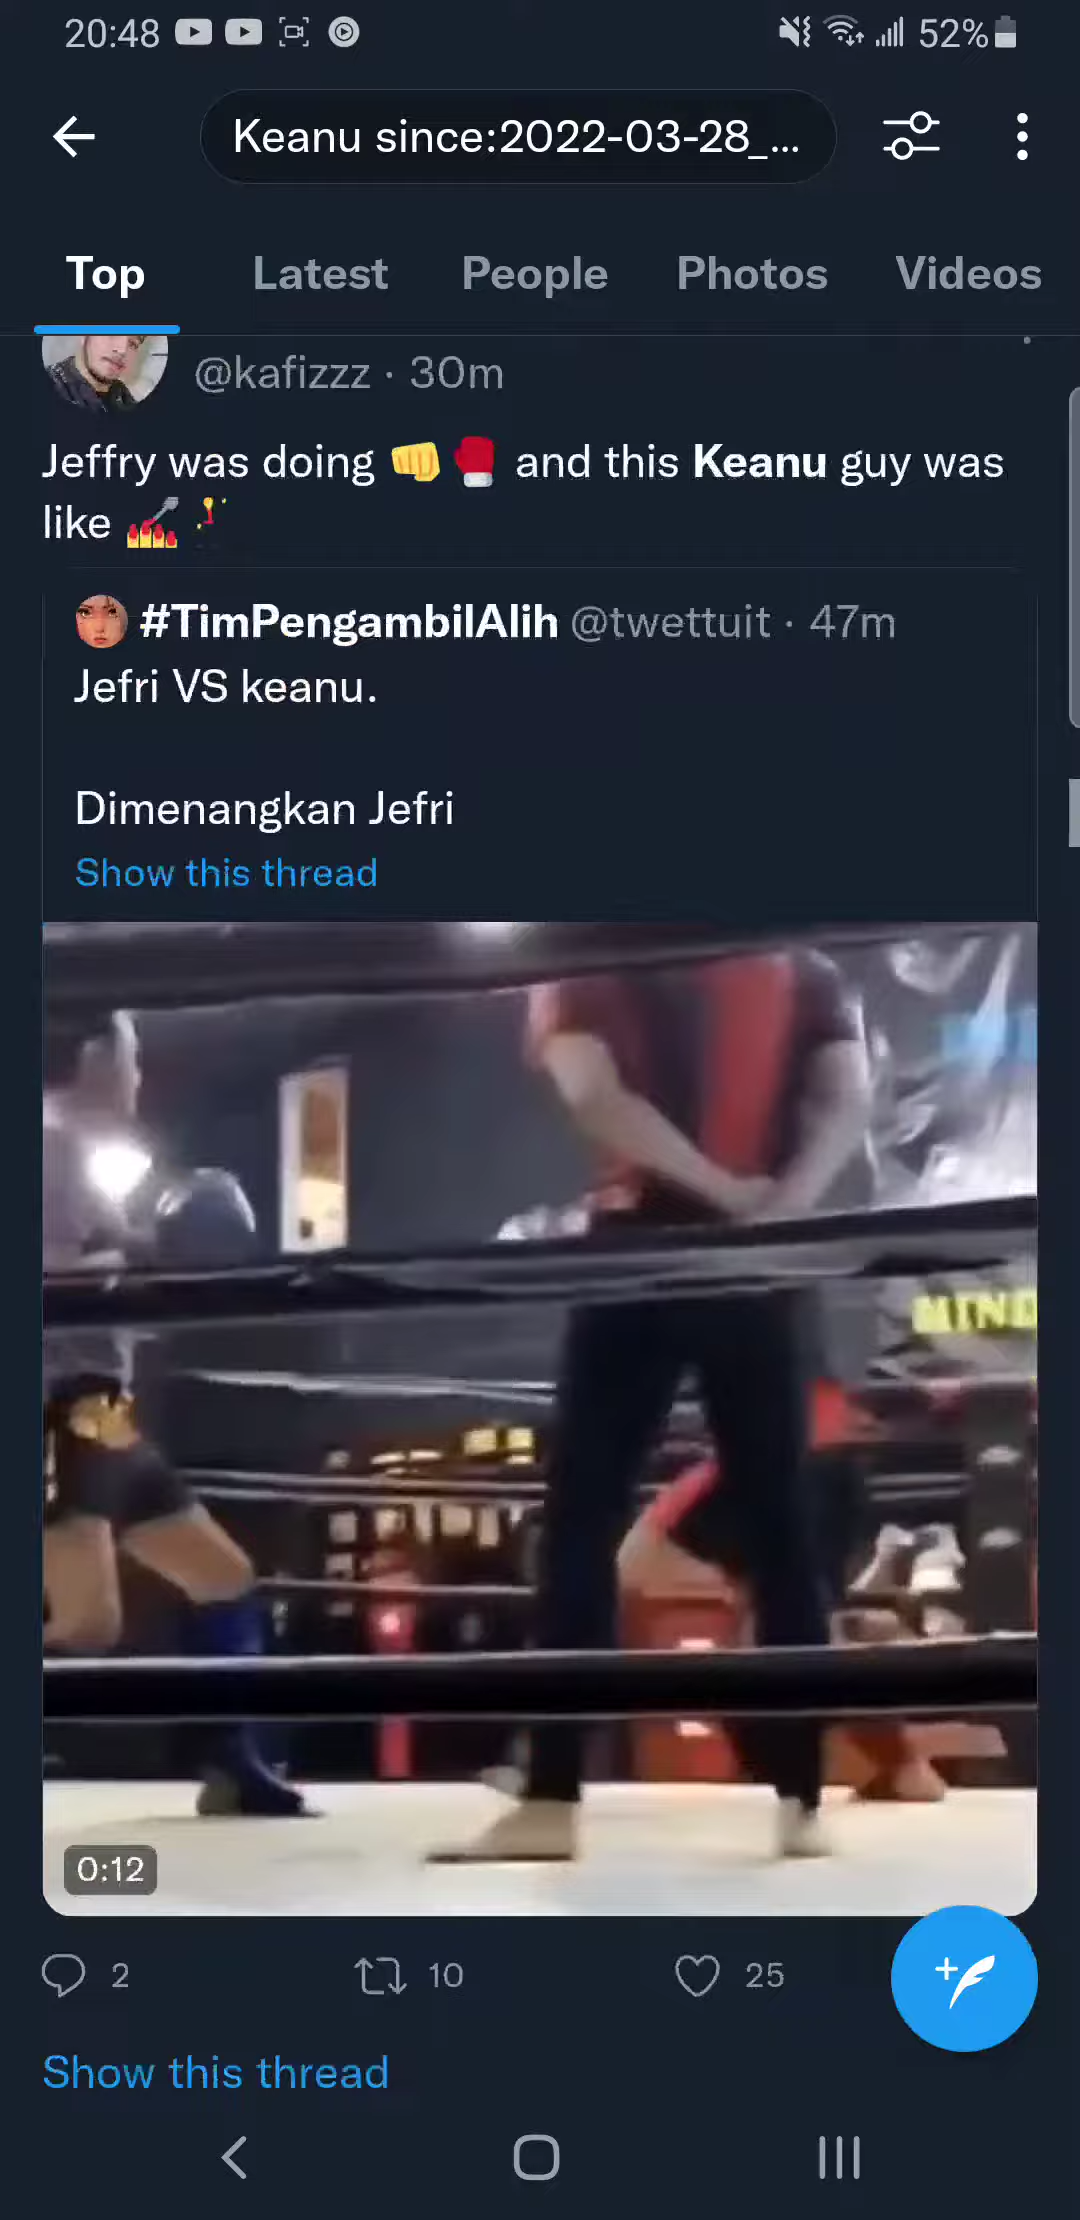 20:48 52%
Keanu since:2022-03-28_...
Top Latest People Photos Videos
@kafizzz · 30m
Jeffry was doing 👊🥊 and this Keanu guy was
like 💅✨
#TimPengambilAlih @twettuit · 47m
Jefri VS keanu.
Dimenangkan Jefri
Show this thread
MIND
0:12
2 10 25
Show this thread